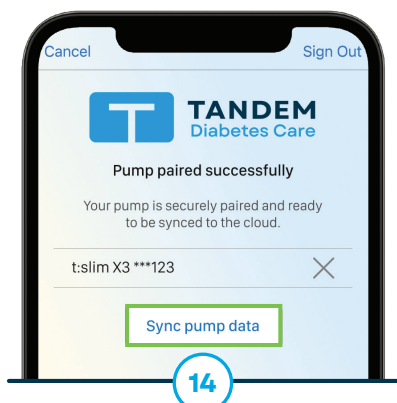 Cancel
Sign Out
TANDEM
Diabetes Care
Pump paired successfully
Your pump is securely paired and ready
to be synced to the cloud.
t:slim X3 ***123
Sync pump data
14